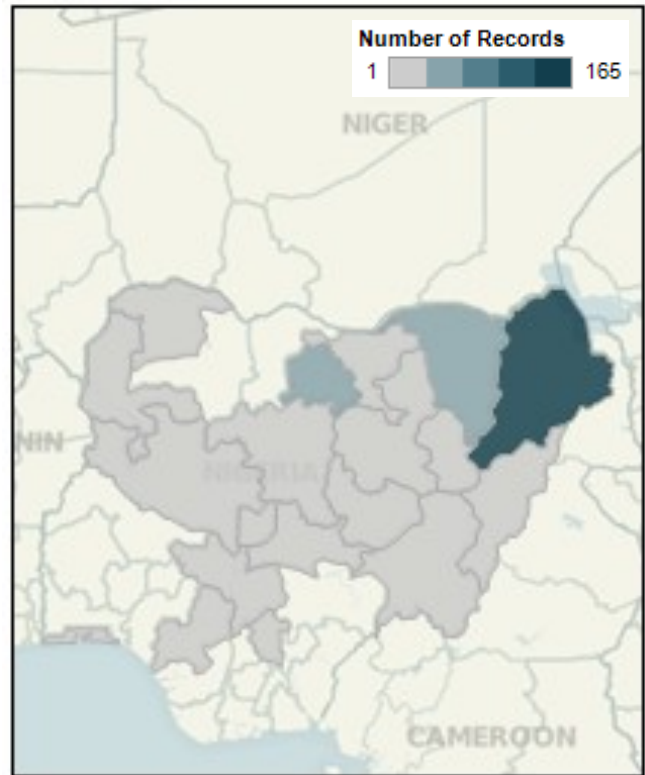 Number of Records
1 165
NIGER
NIN
NIGERIA
CAMEROON